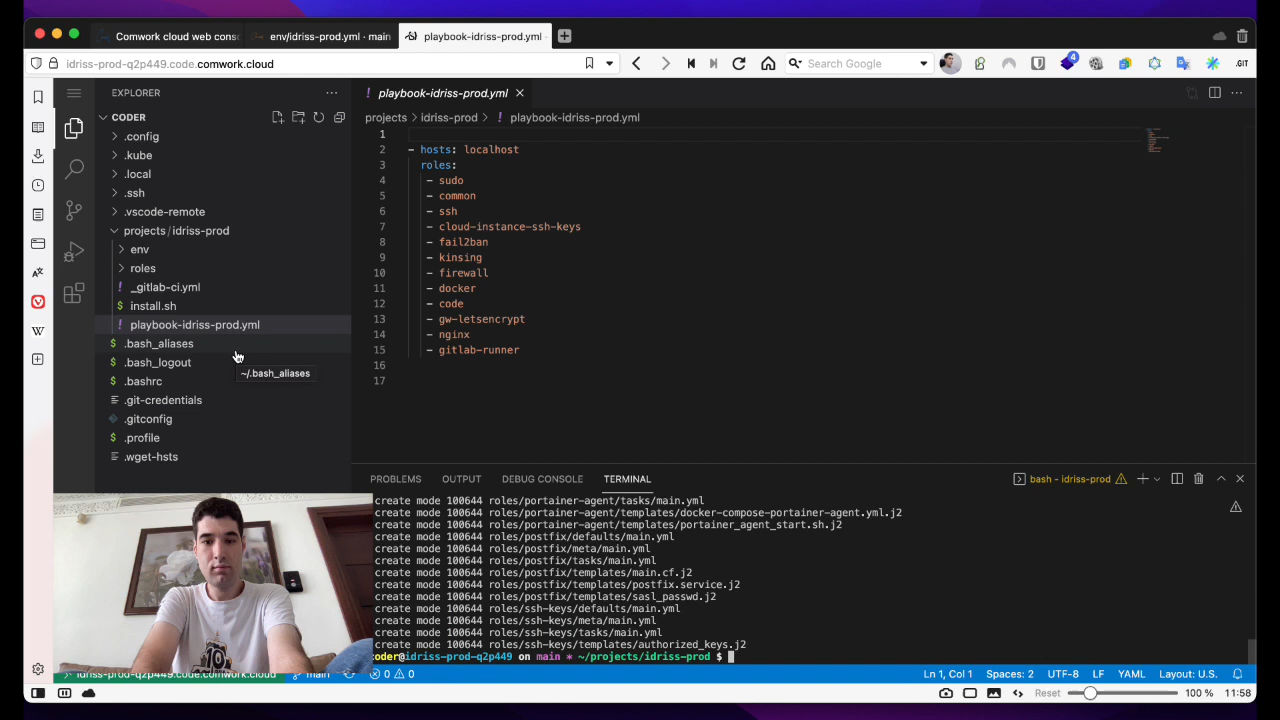 Comwork cloud web cons
env/idriss-prod.yml · main
playbook-idriss-prod.yml -
idriss-prod-q2p449.code.comwork.cloud
Search Google
4
.GIT
EXPLORER
CODER
.config
.kube
.local
.ssh
.vscode-remote
projects / idriss-prod
env
roles
! _gitlab-ci.yml
$ install.sh
! playbook-idriss-prod.yml
$ .bash_aliases
$ .bash_logout
$ .bashrc
.git-credentials
.gitconfig
$ .profile
.wget-hsts
~/.bash_aliases
! playbook-idriss-prod.yml
projects > idriss-prod > ! playbook-idriss-prod.yml
1
2 - hosts: localhost
3 roles:
4 - sudo
5 - common
6 - ssh
7 - cloud-instance-ssh-keys
8 - fail2ban
9 - kinsing
10 - firewall
11 - docker
12 - code
13 - gw-letsencrypt
14 - nginx
15 - gitlab-runner
16
17
PROBLEMS OUTPUT DEBUG CONSOLE TERMINAL
bash - idriss-prod
create mode 100644 roles/portainer-agent/tasks/main.yml
create mode 100644 roles/portainer-agent/templates/docker-compose-portainer-agent.yml.j2
create mode 100644 roles/portainer-agent/templates/portainer_agent_start.sh.j2
create mode 100644 roles/postfix/defaults/main.yml
create mode 100644 roles/postfix/meta/main.yml
create mode 100644 roles/postfix/tasks/main.yml
create mode 100644 roles/postfix/templates/main.cf.j2
create mode 100644 roles/postfix/templates/postfix.service.j2
create mode 100644 roles/postfix/templates/sasl_passwd.j2
create mode 100644 roles/ssh-keys/defaults/main.yml
create mode 100644 roles/ssh-keys/meta/main.yml
create mode 100644 roles/ssh-keys/tasks/main.yml
create mode 100644 roles/ssh-keys/templates/authorized_keys.j2
oder@idriss-prod-q2p449 on main * ~/projects/idriss-prod $
idriss-prod-q2p449.code.comwork.cloud main 0 0 Ln 1, Col 1 Spaces: 2 UTF-8 LF YAML Layout: U.S.
Reset 100 % 11:58